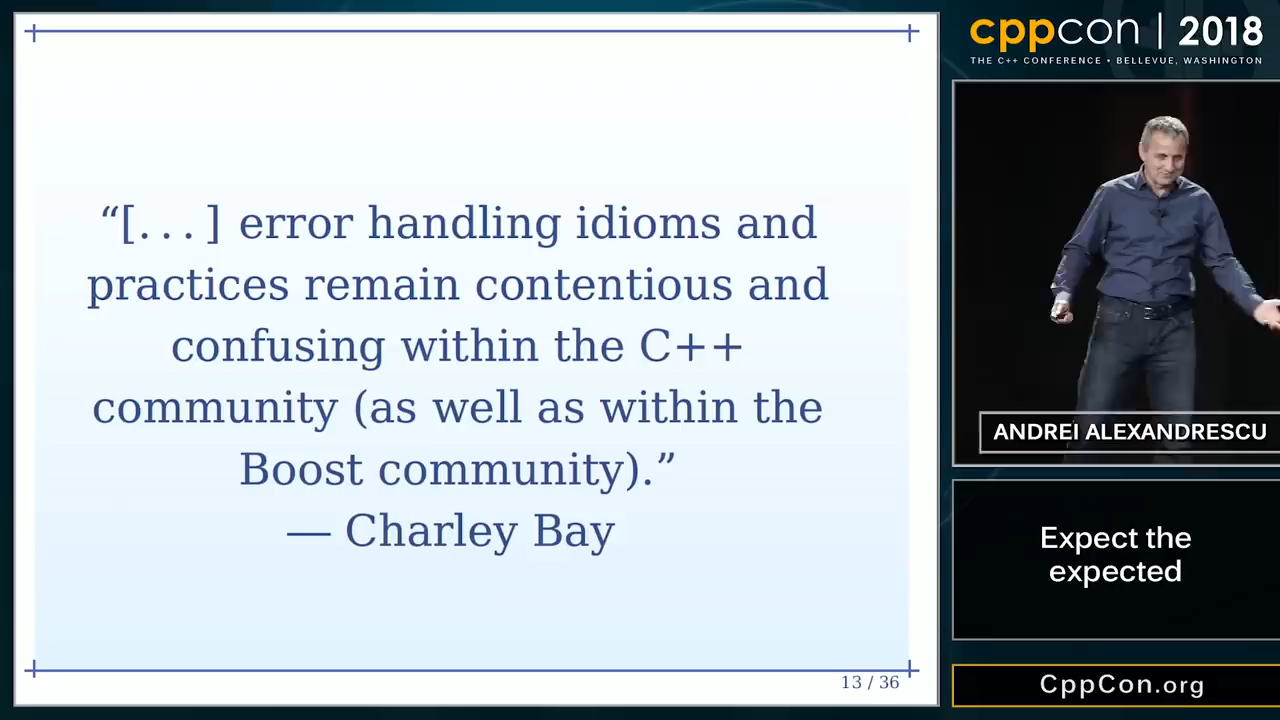 “[. . . ] error handling idioms and
practices remain contentious and
confusing within the C++
community (as well as within the
Boost community).”
— Charley Bay
13 / 36
cppcon | 2018
THE C++ CONFERENCE • BELLEVUE, WASHINGTON
ANDREI ALEXANDRESCU
Expect the
expected
CppCon.org